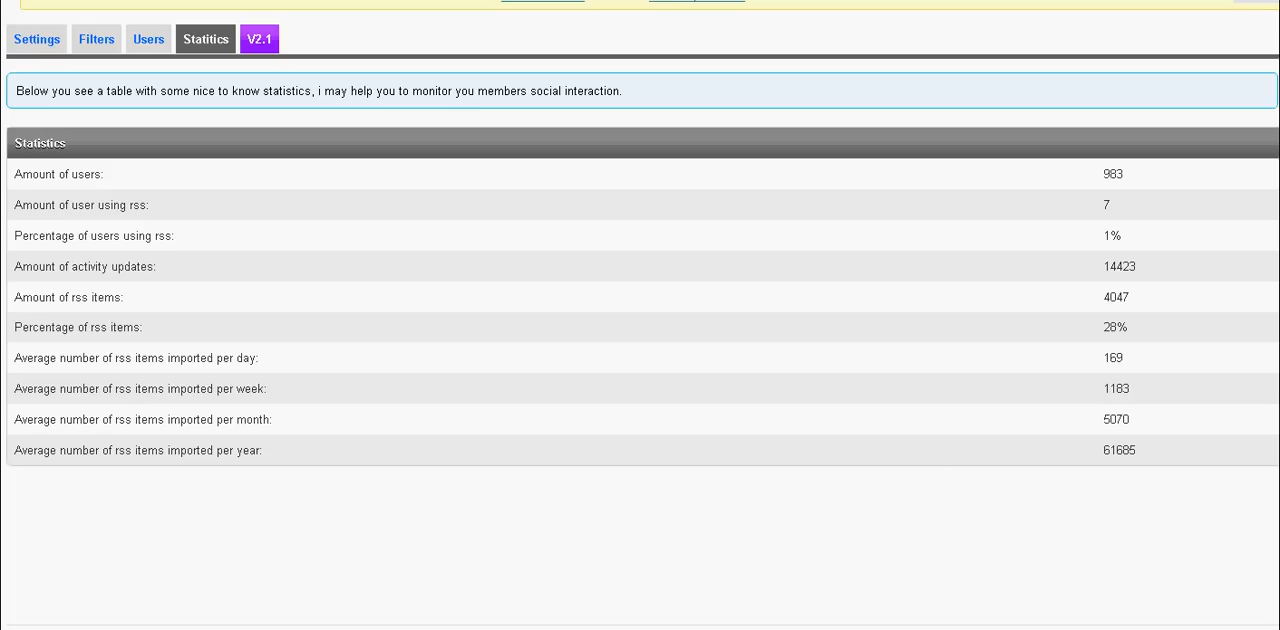 Settings Filters Users Statitics V2.1
Below you see a table with some nice to know statistics, i may help you to monitor you members social interaction.
Statistics
Amount of users: 983
Amount of user using rss: 7
Percentage of users using rss: 1%
Amount of activity updates: 14423
Amount of rss items: 4047
Percentage of rss items: 28%
Average number of rss items imported per day: 169
Average number of rss items imported per week: 1183
Average number of rss items imported per month: 5070
Average number of rss items imported per year: 61685